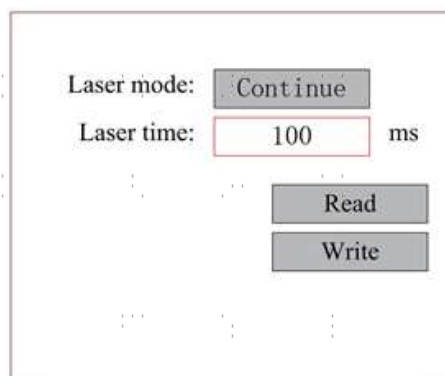 Laser mode: Continue
Laser time: 100 ms
Read
Write